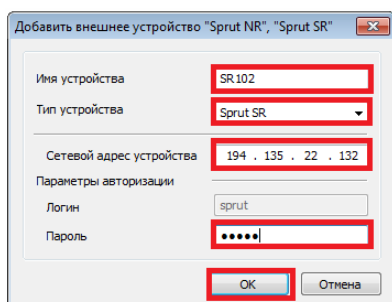 Добавить внешнее устройство "Sprut NR", "Sprut SR"
Имя устройства SR102
Тип устройства Sprut SR
Сетевой адрес устройства 194 . 135 . 22 . 132
Параметры авторизации
Логин sprut
Пароль •••••
OK Отмена